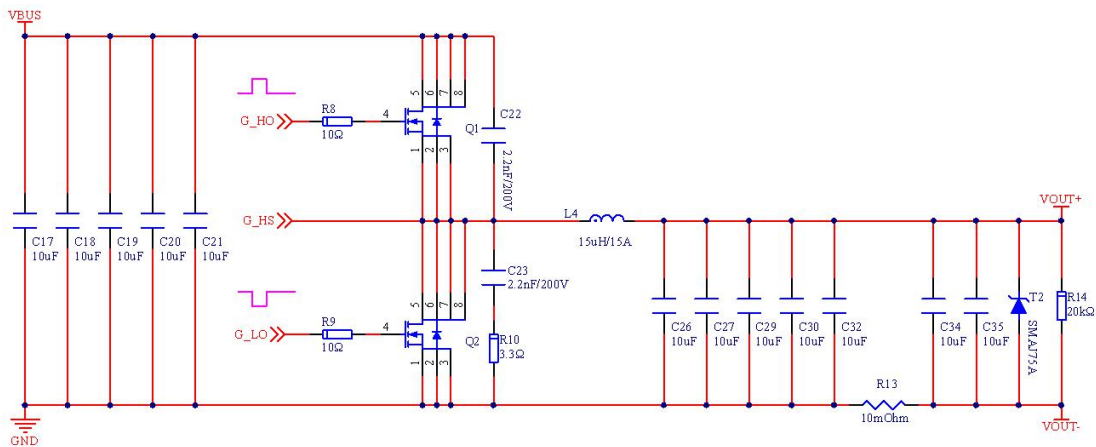 VBUS
5
6
7
8
C22
R8
G_HO
4
Q1
10Ω
2.2nF/200V
1
2
3
G_HS
L4
VOUT+
15uH/15A
C17
C18
C19
C20
C21
10uF
10uF
10uF
10uF
10uF
C23
2.2nF/200V
5
6
7
8
T2
R14
20kΩ
SMAJ75A
R9
G_LO
4
Q2
R10
10Ω
3.3Ω
C26
C27
C29
C30
C32
C34
C35
10uF
10uF
10uF
10uF
10uF
10uF
10uF
1
2
3
R13
10mOhm
GND
VOUT-